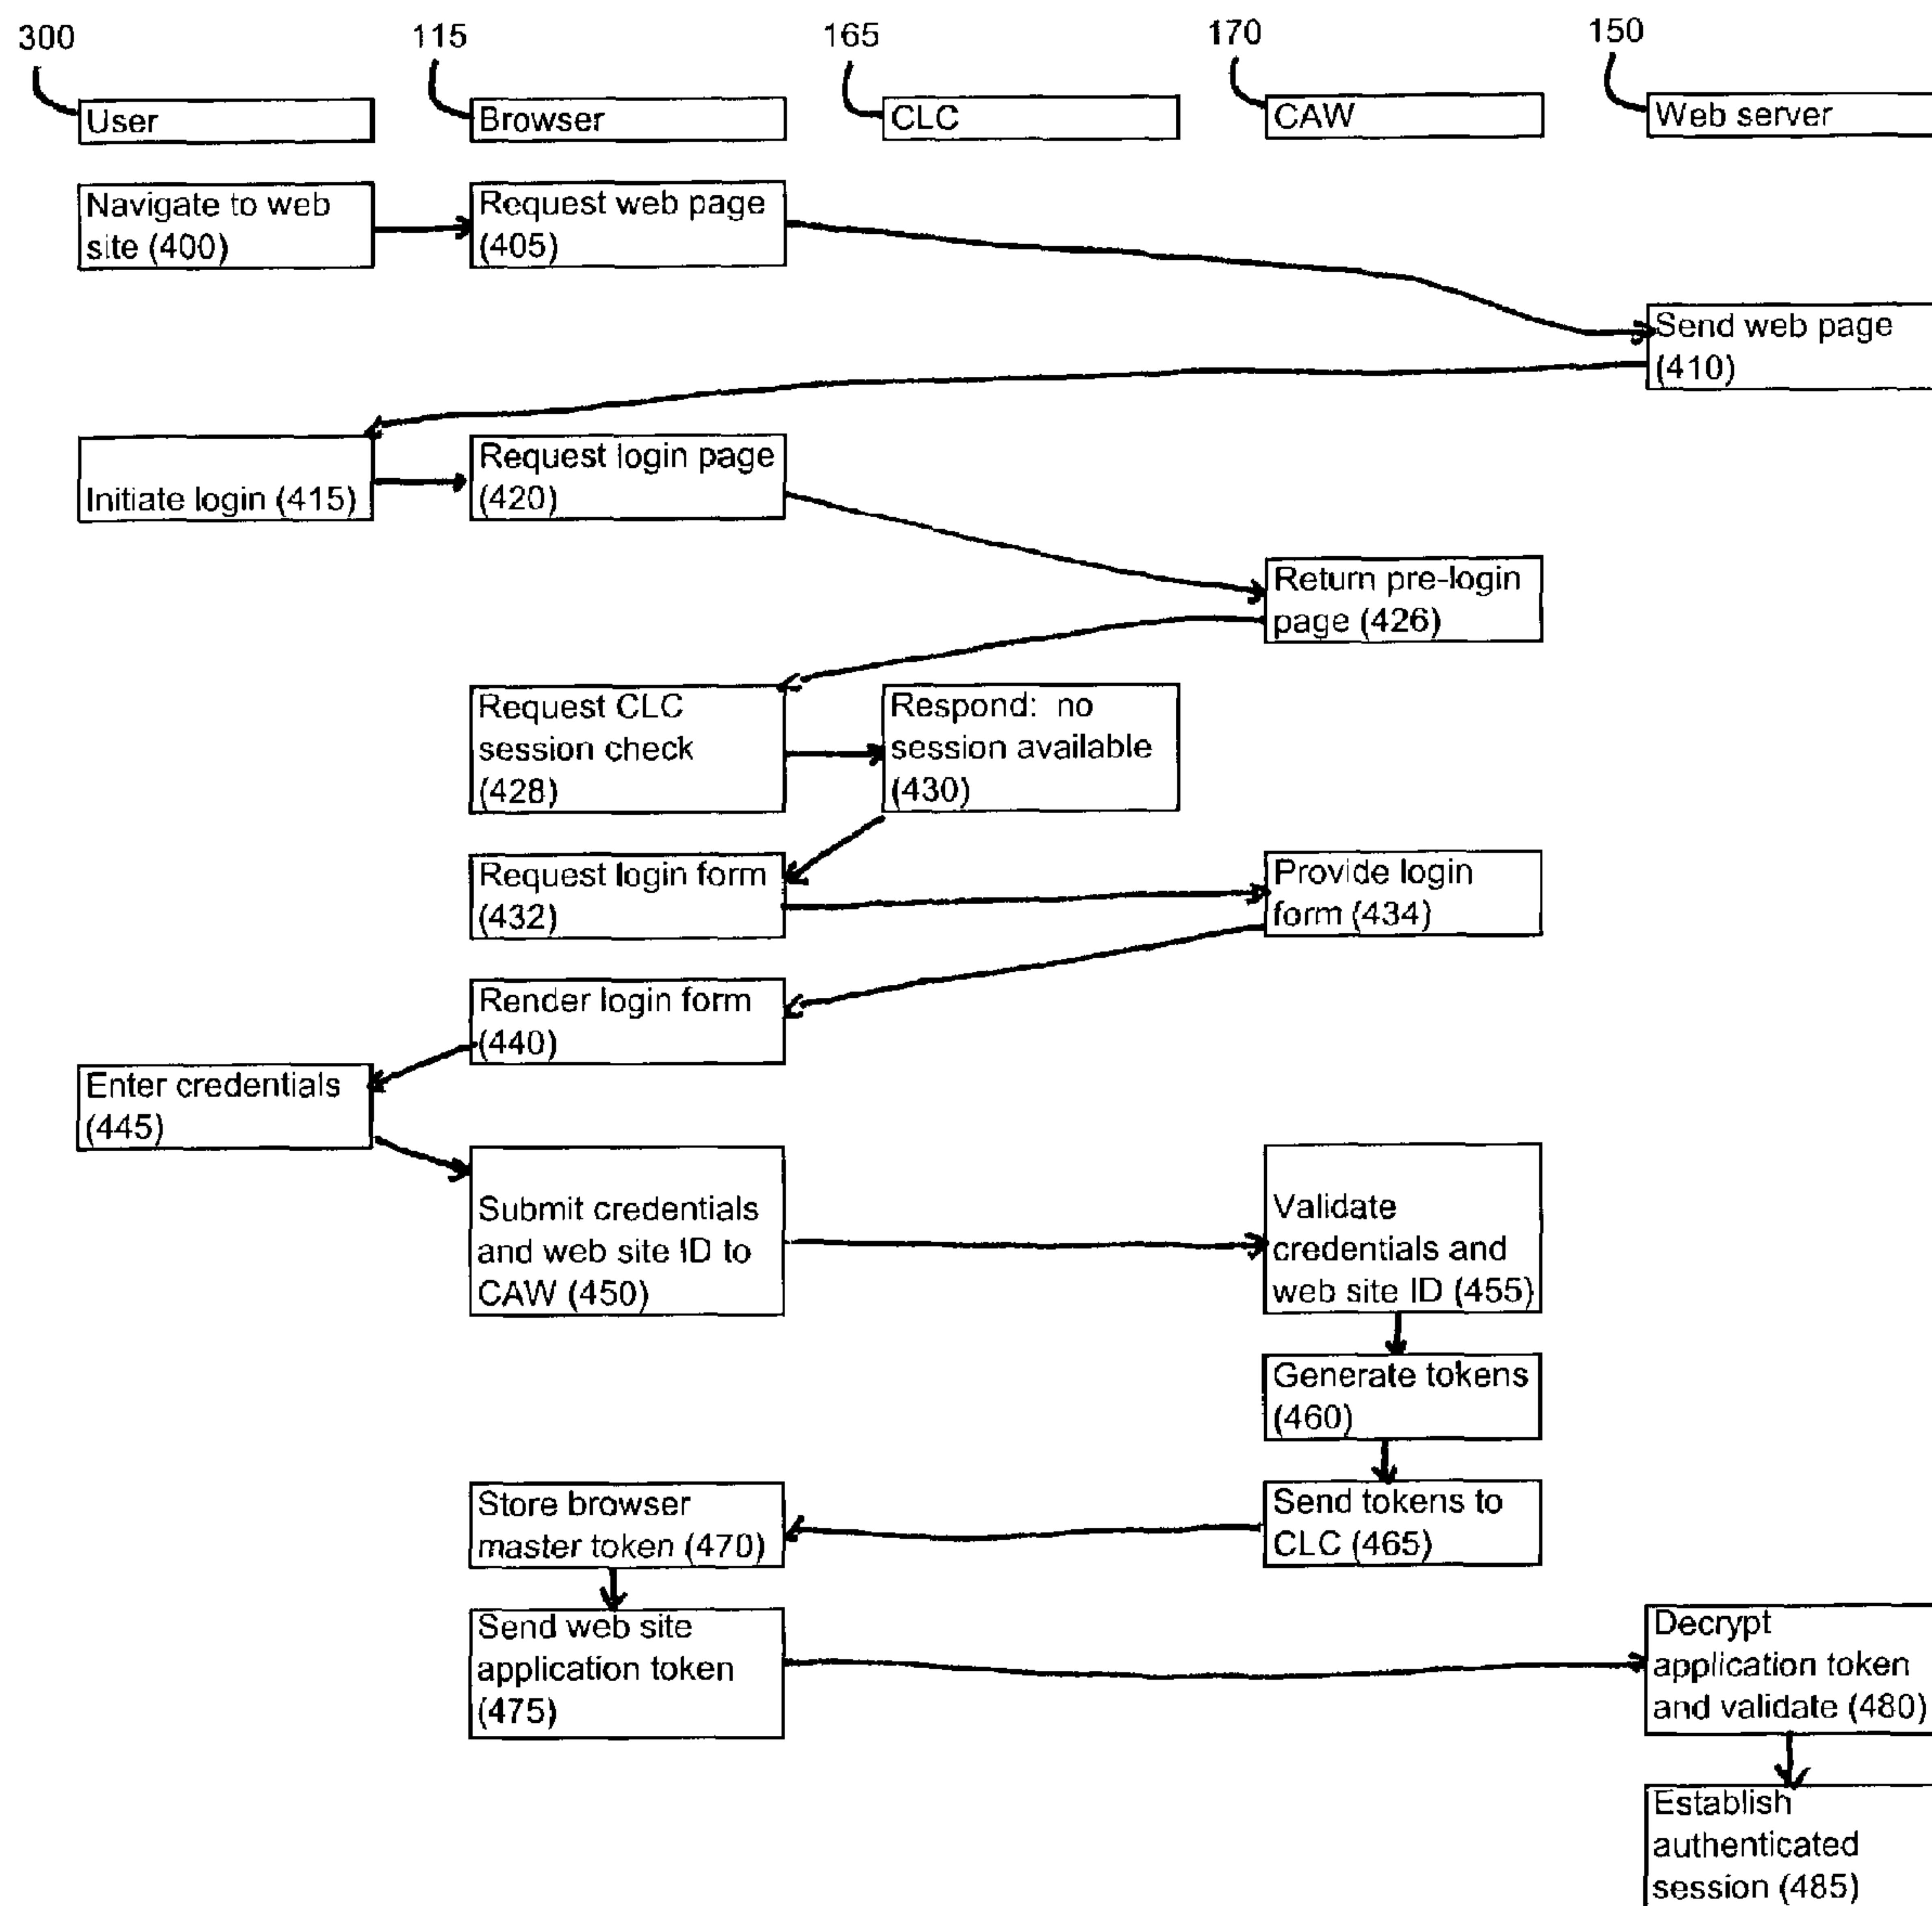 300
115
165
170
150
User
Browser
CLC
CAW
Web server
Navigate to web
site (400)
Request web page
(405)
Send web page
(410)
Initiate login (415)
Request login page
(420)
Return pre-login
page (426)
Request CLC
session check
(428)
Respond: no
session available
(430)
Request login form
(432)
Provide login
form (434)
Render login form
(440)
Enter credentials
(445)
Submit credentials
and web site ID to
CAW (450)
Validate
credentials and
web site ID (455)
Generate tokens
(460)
Send tokens to
CLC (465)
Store browser
master token (470)
Send web site
application token
(475)
Decrypt
application token
and validate (480)
Establish
authenticated
session (485)